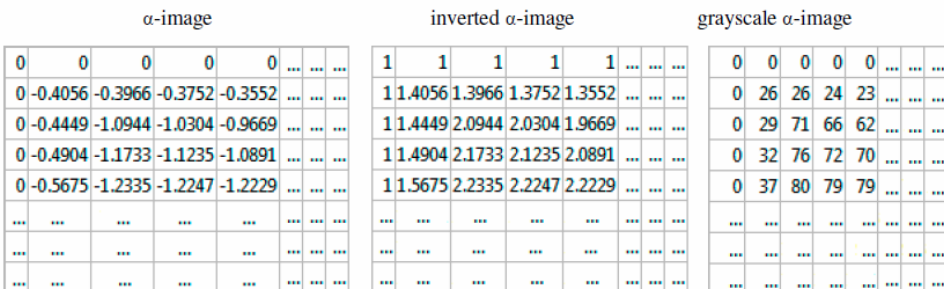 α-image inverted α-image grayscale α-image
0 0 0 0 0 ... ... ... 1 1 1 1 1 ... ... ... 0 0 0 0 0 ... ... ...
0 -0.4056 -0.3966 -0.3752 -0.3552 ... ... ... 1 1.4056 1.3966 1.3752 1.3552 ... ... ... 0 26 26 24 23 ... ... ...
0 -0.4449 -1.0944 -1.0304 -0.9669 ... ... ... 1 1.4449 2.0944 2.0304 1.9669 ... ... ... 0 29 71 66 62 ... ... ...
0 -0.4904 -1.1733 -1.1235 -1.0891 ... ... ... 1 1.4904 2.1733 2.1235 2.0891 ... ... ... 0 32 76 72 70 ... ... ...
0 -0.5675 -1.2335 -1.2247 -1.2229 ... ... ... 1 1.5675 2.2335 2.2247 2.2229 ... ... ... 0 37 80 79 79 ... ... ...
... ... ... ... ... ... ... ... ... ... ... ... ... ... ... ... ... ... ... ... ... ... ... ...
... ... ... ... ... ... ... ... ... ... ... ... ... ... ... ... ... ... ... ... ... ... ... ...
... ... ... ... ... ... ... ... ... ... ... ... ... ... ... ... ... ... ... ... ... ... ... ...